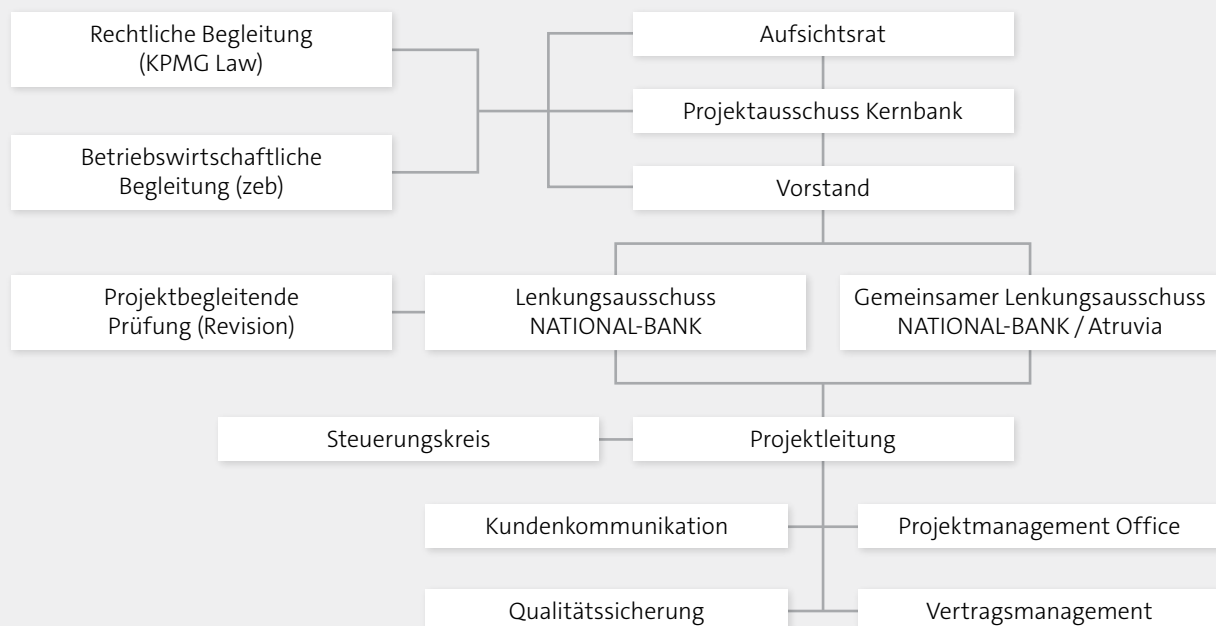 Rechtliche Begleitung
(KPMG Law)
Aufsichtsrat
Projektausschuss Kernbank
Betriebswirtschaftliche
Begleitung (zeb)
Vorstand
Projektbegleitende
Prüfung (Revision)
Lenkungsausschuss
NATIONAL-BANK
Gemeinsamer Lenkungsausschuss
NATIONAL-BANK / Atruvia
Steuerungskreis
Projektleitung
Kundenkommunikation
Projektmanagement Office
Qualitätssicherung
Vertragsmanagement